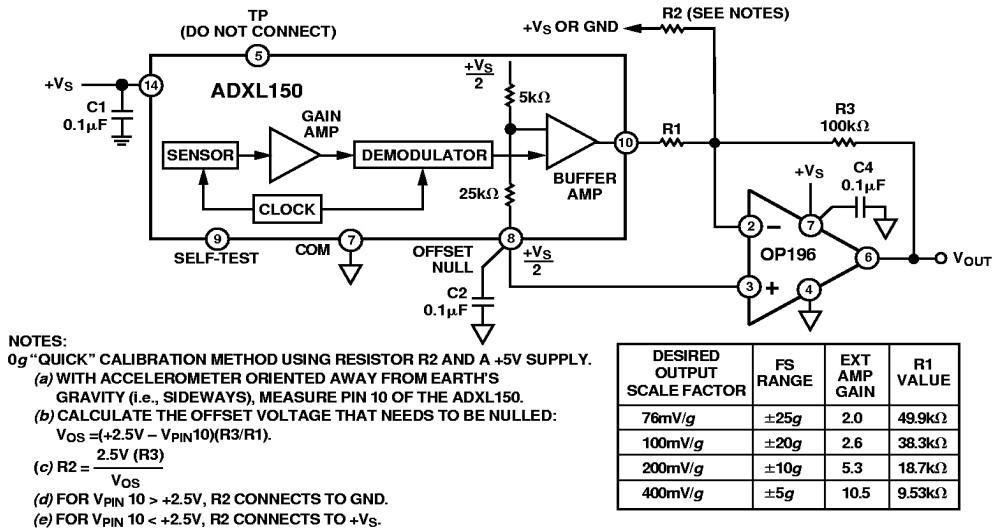 TP
(DO NOT CONNECT)
5
+VS OR GND
R2 (SEE NOTES)
+VS
14
C1
0.1µF
ADXL150
GAIN
AMP
SENSOR
DEMODULATOR
CLOCK
+VS
2
5kΩ
25kΩ
BUFFER
AMP
10
R1
R3
100kΩ
+VS
C4
0.1µF
2
–
7
OP196
6
VOUT
3
+
4
9
SELF-TEST
COM
7
OFFSET
NULL
8
+VS
2
C2
0.1µF
NOTES:
0g “QUICK” CALIBRATION METHOD USING RESISTOR R2 AND A +5V SUPPLY.
(a) WITH ACCELEROMETER ORIENTED AWAY FROM EARTH'S
GRAVITY (i.e., SIDEWAYS), MEASURE PIN 10 OF THE ADXL150.
(b) CALCULATE THE OFFSET VOLTAGE THAT NEEDS TO BE NULLED:
VOS =(+2.5V – VPIN10)(R3/R1).
(c) R2 = 2.5V (R3)
VOS
(d) FOR VPIN 10 > +2.5V, R2 CONNECTS TO GND.
(e) FOR VPIN 10 < +2.5V, R2 CONNECTS TO +VS.
DESIRED OUTPUT SCALE FACTOR FS RANGE EXT AMP GAIN R1 VALUE
76mV/g ±25g 2.0 49.9kΩ
100mV/g ±20g 2.6 38.3kΩ
200mV/g ±10g 5.3 18.7kΩ
400mV/g ±5g 10.5 9.53kΩ